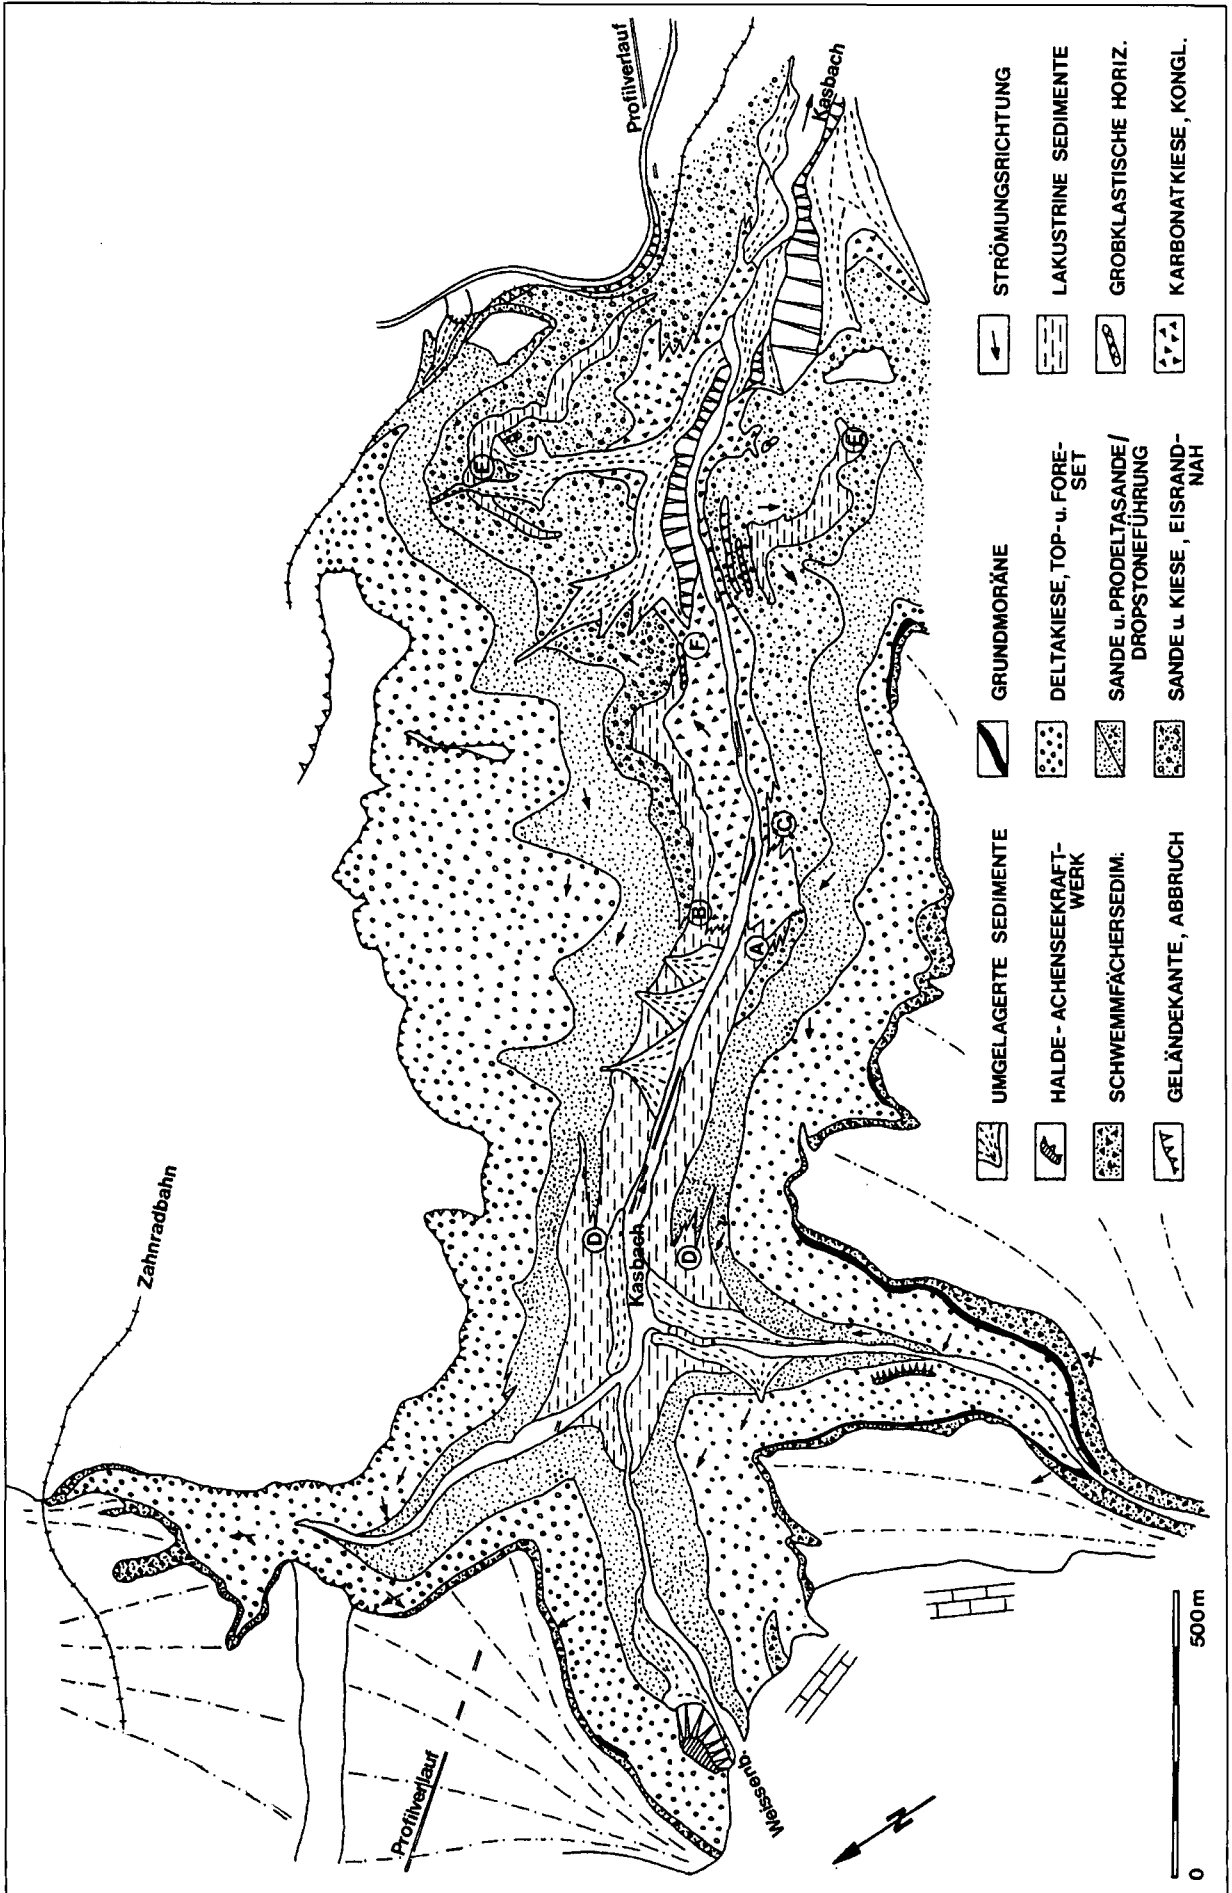 Profilverlauf
Kasbach
Zahnradbahn
E
E
F
C
B
A
D
D
Kasbach
Profilverlauf
Weissenb.
N
0
500 m
UMGELAGERTE SEDIMENTE
HALDE-ACHENSEEKRAFT-
WERK
SCHWEMMFÄCHERSEDIM.
GELÄNDEKANTE, ABBRUCH
GRUNDMORÄNE
DELTAKIESE, TOP-u. FORE-
SET
SANDE u. PRODELTASANDE/
DROPSTONEFÜHRUNG
SANDE u. KIESE, EISRAND-
NAH
STRÖMUNGSRICHTUNG
LAKUSTRINE SEDIMENTE
GROBKLASTISCHE HORIZ.
KARBONATKIESE, KONGL.